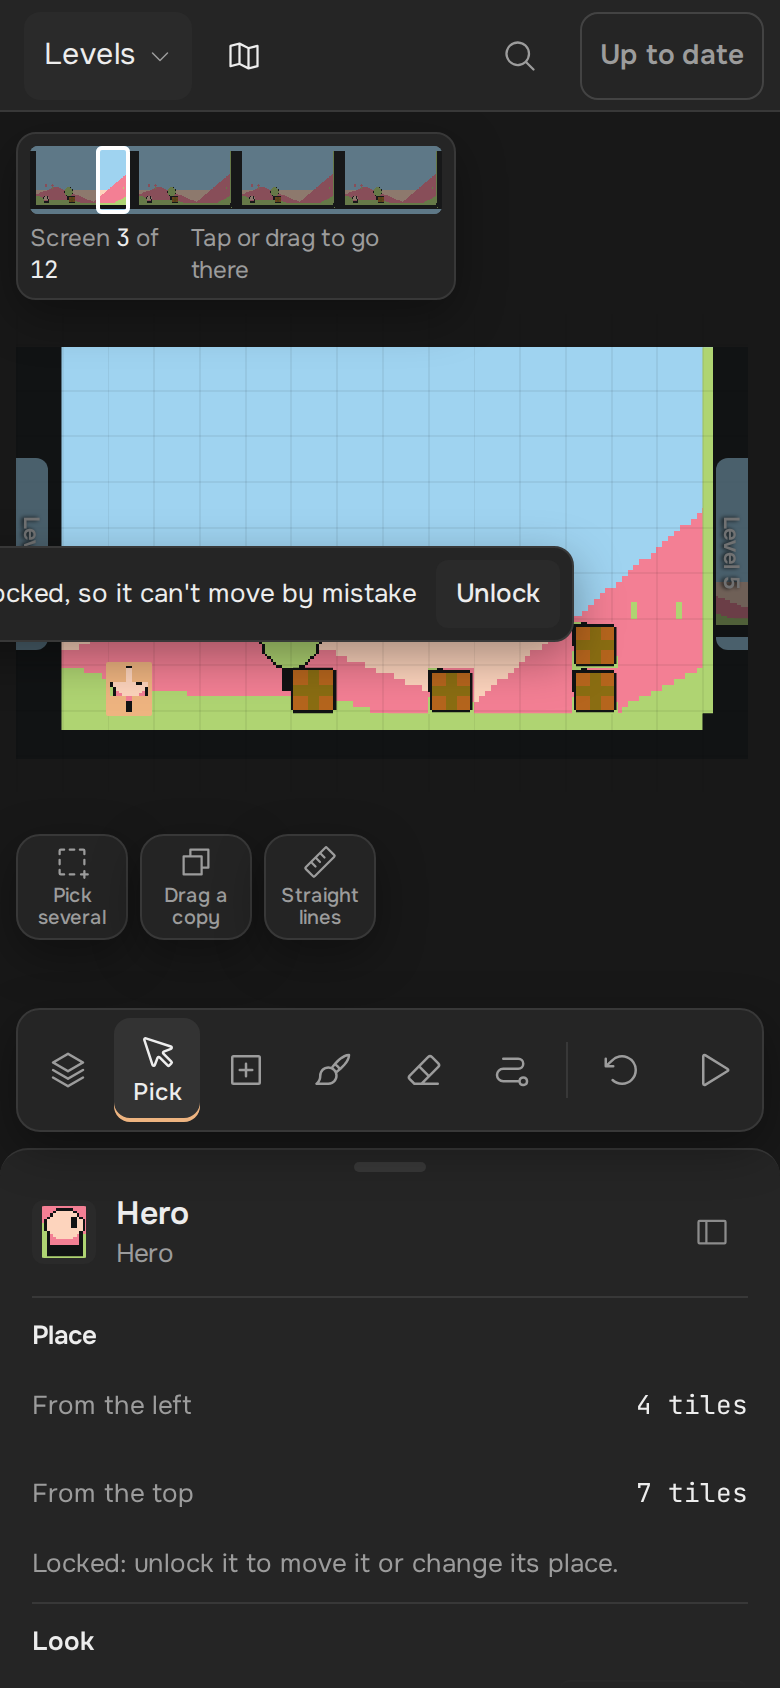 Levels
Up to date
Screen 3 of
12
Tap or drag to go
there
Level 5
so it can't move by mistake
Unlock
Pick
several
Drag a
copy
Straight
lines
Pick
Hero
Hero
Place
From the left
4 tiles
From the top
7 tiles
Locked: unlock it to move it or change its place.
Look